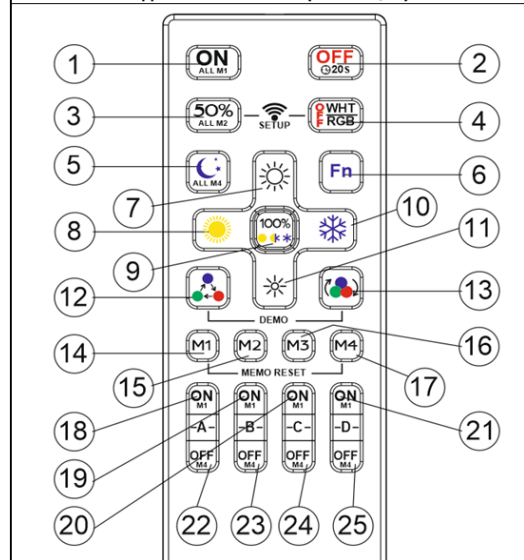 1 ON ALL M1 OFF 20S 2
3 50% ALL M2 SETUP OFF WHT RGB 4
5 ALL M4 Fn 6
7
8 10
100%
9 11
12 13
DEMO
14 M1 M2 M3 M4 16
15 17
MEMO RESET
18 ON M1 ON M1 ON M1 ON M1 21
19 -A- -B- -C- -D-
20 OFF M4 OFF M4 OFF M4 OFF M4
22 23 24 25